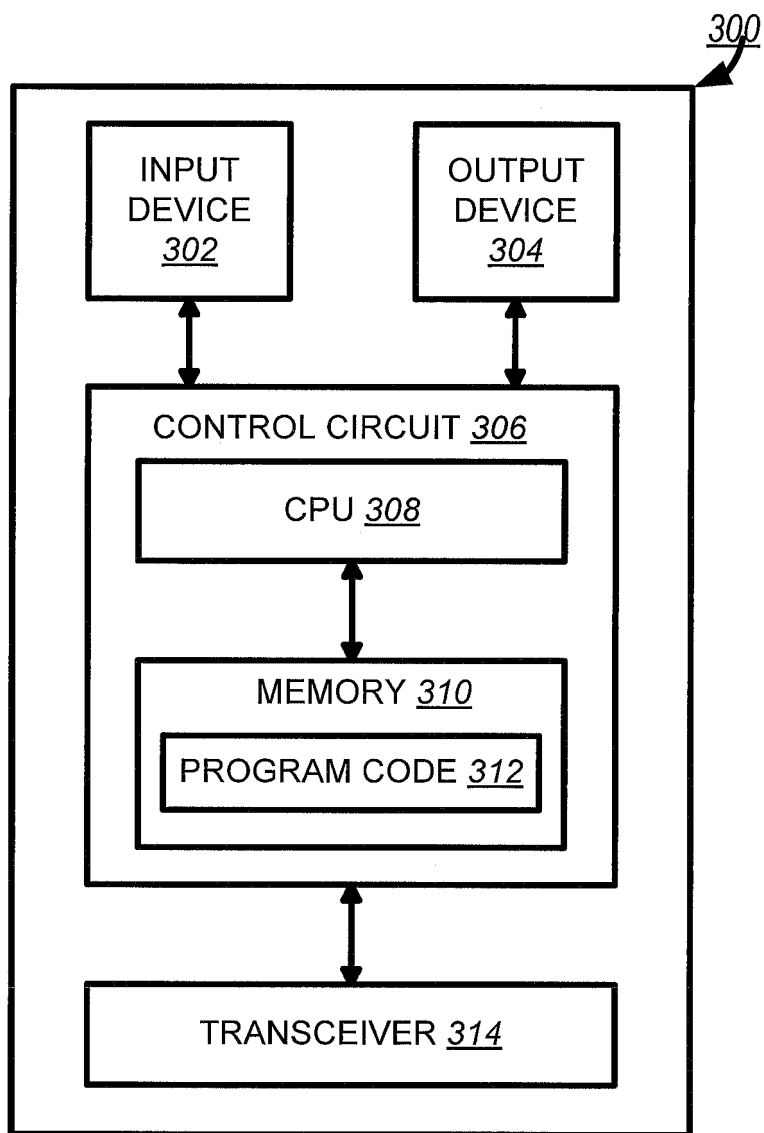 300
INPUT
DEVICE
302
OUTPUT
DEVICE
304
CONTROL CIRCUIT 306
CPU 308
MEMORY 310
PROGRAM CODE 312
TRANSCEIVER 314